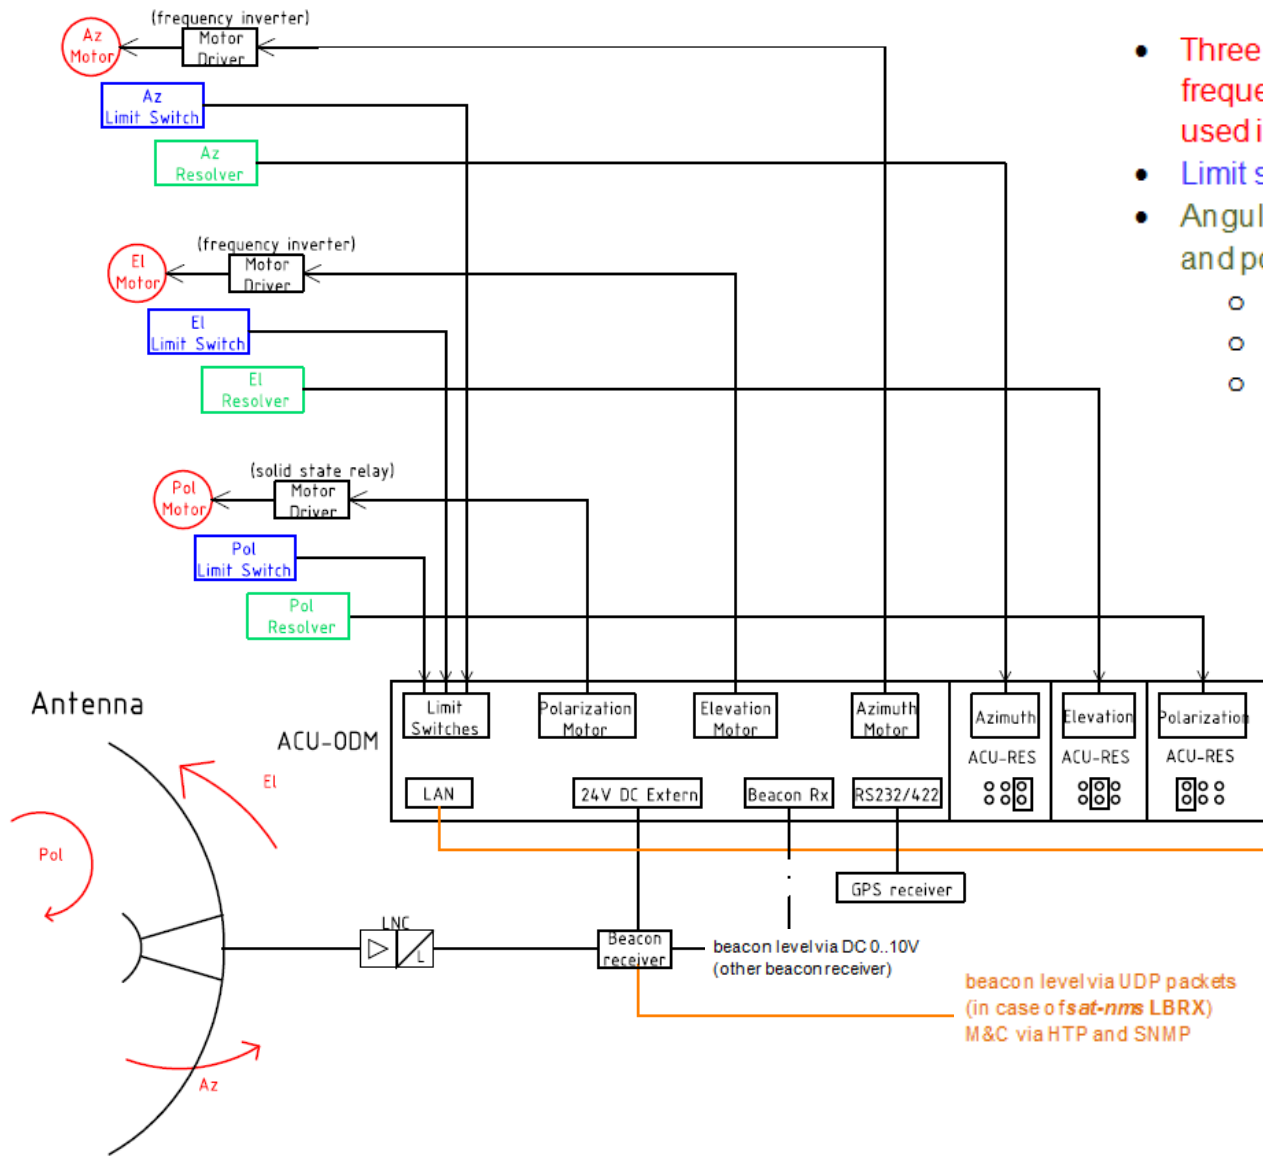 (frequency inverter)
Az
Motor
Motor
Driver
Az
Limit Switch
Az
Resolver
(frequency inverter)
El
Motor
Motor
Driver
El
Limit Switch
El
Resolver
(solid state relay)
Pol
Motor
Motor
Driver
Pol
Limit Switch
Pol
Resolver
• Three
freque
used i
• Limit s
• Angul
and po
Antenna
ACU-ODM
Limit
Switches
Polarization
Motor
Elevation
Motor
Azimuth
Motor
Azimuth
ACU-RES
Elevation
ACU-RES
Polarization
ACU-RES
LAN
24V DC Extern
Beacon Rx
RS232/422
GPS receiver
El
Pol
Az
LNC
L
Beacon
receiver
beacon level via DC 0..10V
(other beacon receiver)
beacon level via UDP packets
(in case of sat-nms LBRX)
M&C via HTP and SNMP